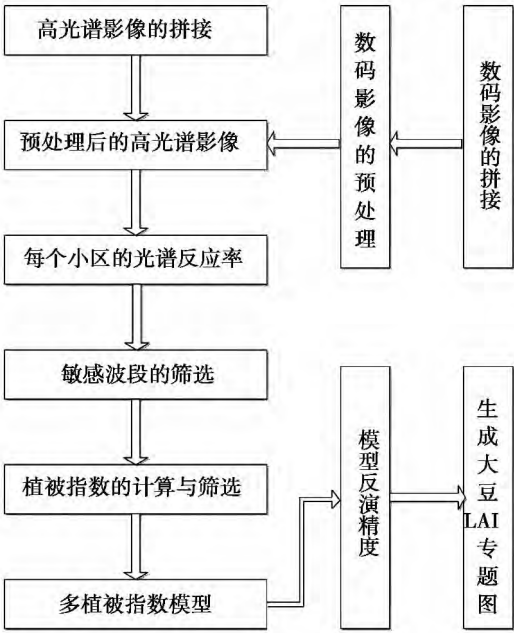 高光谱影像的拼接
预处理后的高光谱影像
每个小区的光谱反应率
敏感波段的筛选
植被指数的计算与筛选
多植被指数模型
数码影像的预处理
数码影像的拼接
模型反演精度
生成大豆LAI专题图